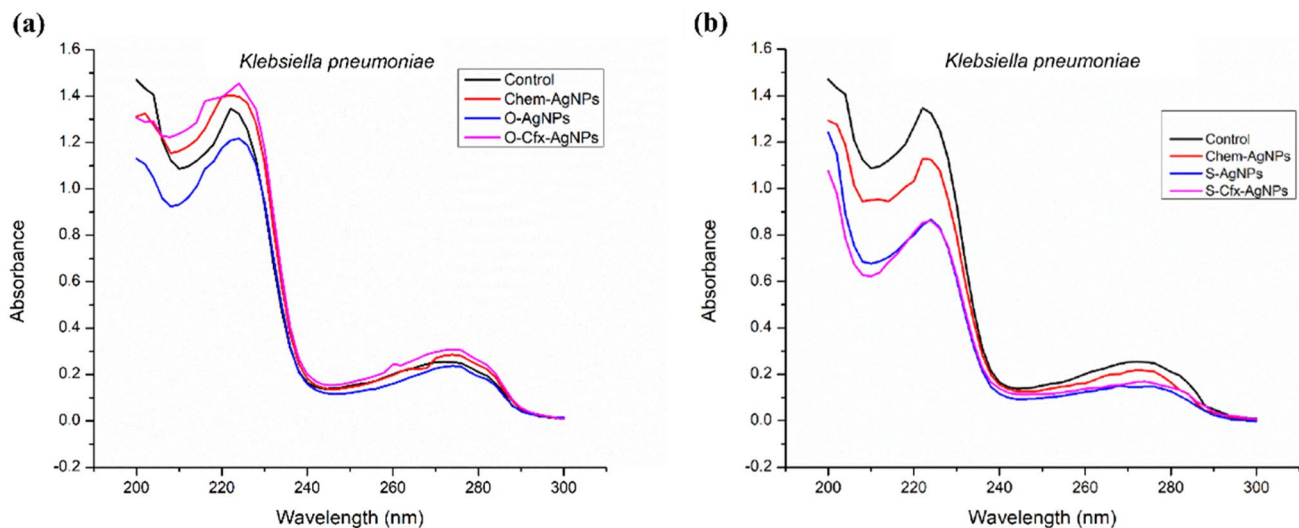 (a)
Klebsiella pneumoniae
Control
Chem-AgNPs
O-AgNPs
O-Cfx-AgNPs
Absorbance
1.6
1.4
1.2
1.0
0.8
0.6
0.4
0.2
0.0
-0.2
200
220
240
260
280
300
Wavelength (nm)
(b)
Klebsiella pneumoniae
Control
Chem-AgNPs
S-AgNPs
S-Cfx-AgNPs
Absorbance
1.6
1.4
1.2
1.0
0.8
0.6
0.4
0.2
0.0
-0.2
200
220
240
260
280
300
Wavelength (nm)